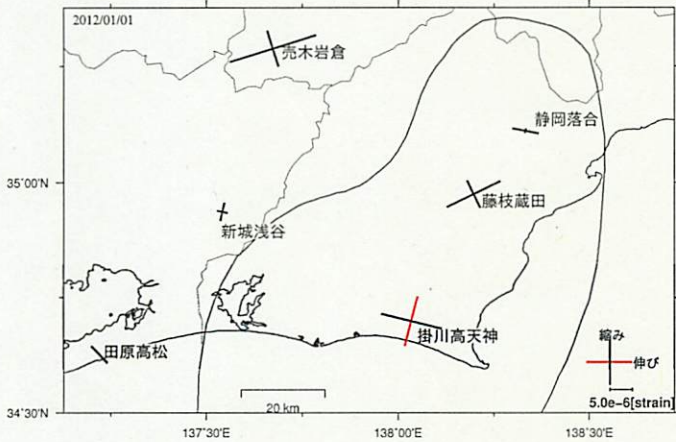 2012/01/01
売木岩倉
静岡落合
35°00'N
藤枝蔵田
新城浅谷
掛川高天神
縮み
田原高松
伸び
5.0e-6[strain]
20 km
34°30'N
137°30'E
138°00'E
138°30'E